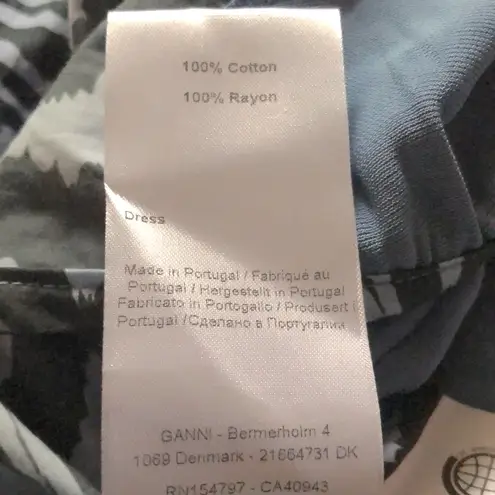 100% Cotton
100% Rayon
Dress
Made in Portugal / Fabriqué au
Portugal / Hergestellt in Portugal
Fabricato in Portogallo / Produsert i
Portugal /Сделано в Португалия
GANNI - Bermerholm 4
1069 Denmark - 21664731 DK
RN154797 - CA40943